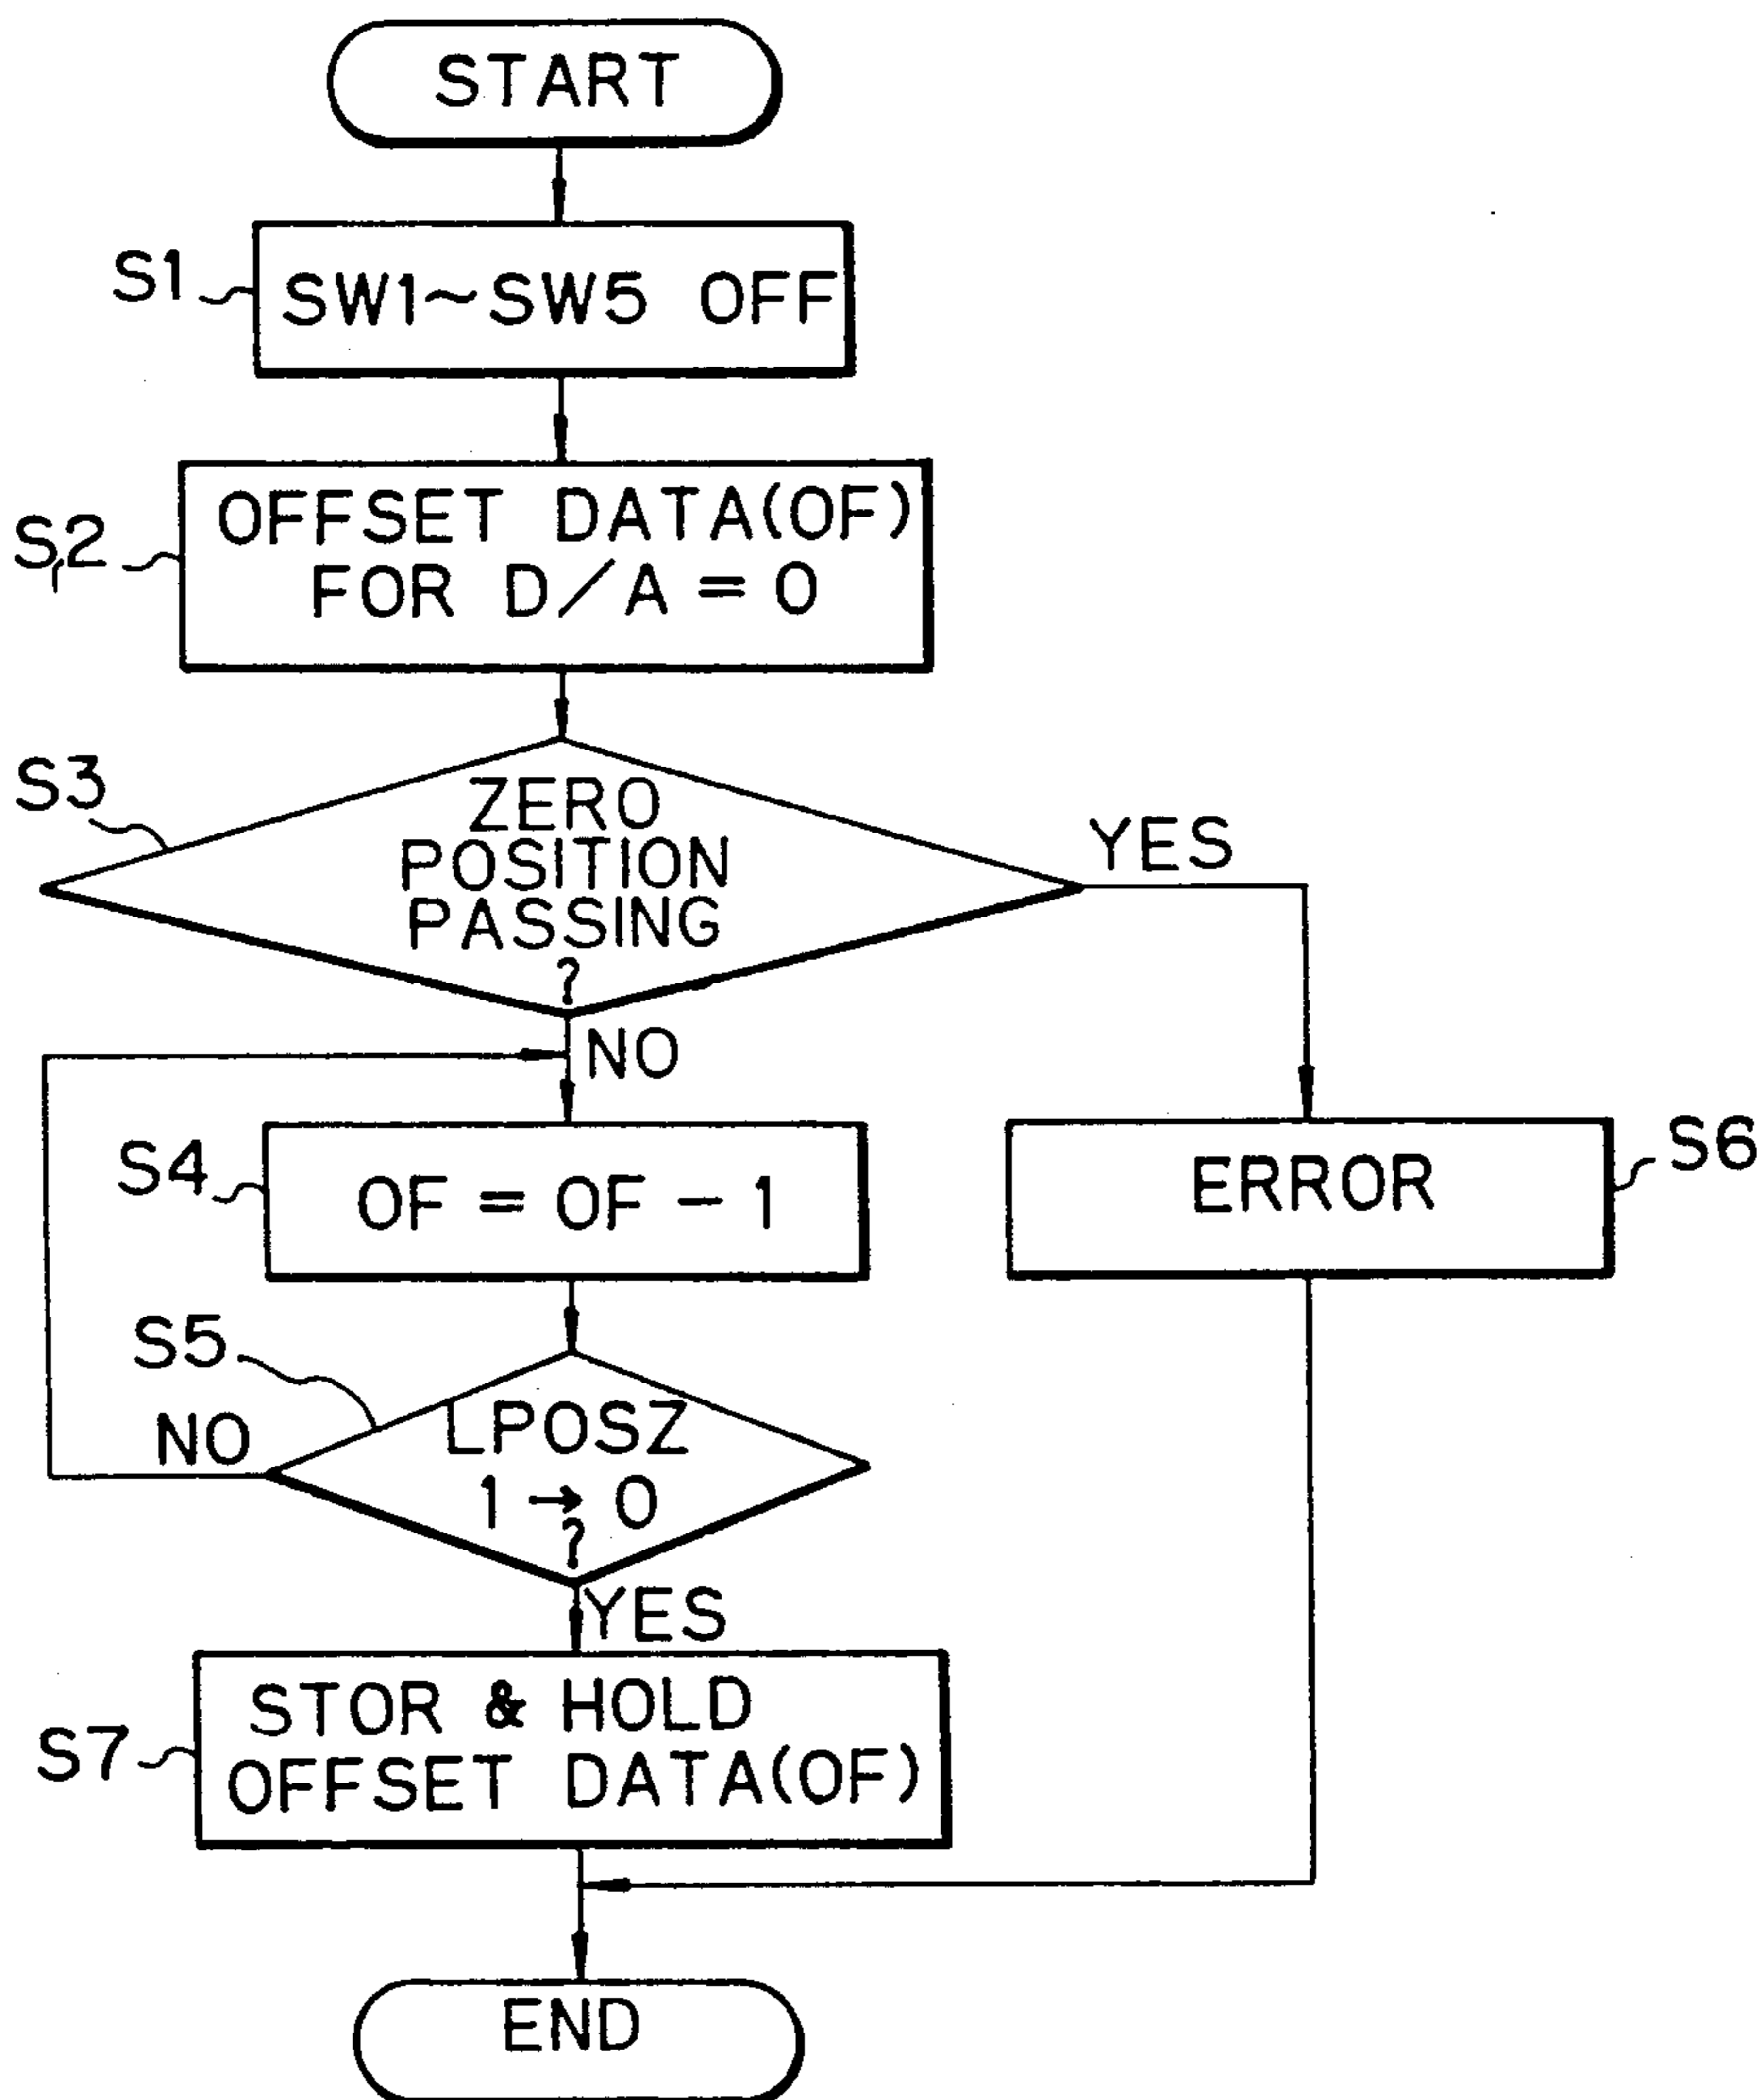 START
S1
SW1~SW5 OFF
S2
OFFSET DATA(OF)
FOR D/A = 0
S3
ZERO
POSITION
PASSING
?
YES
NO
S4
OF = OF - 1
ERROR
S6
S5
NO
LPOSZ
1 → 0
?
YES
S7
STOR & HOLD
OFFSET DATA(OF)
END